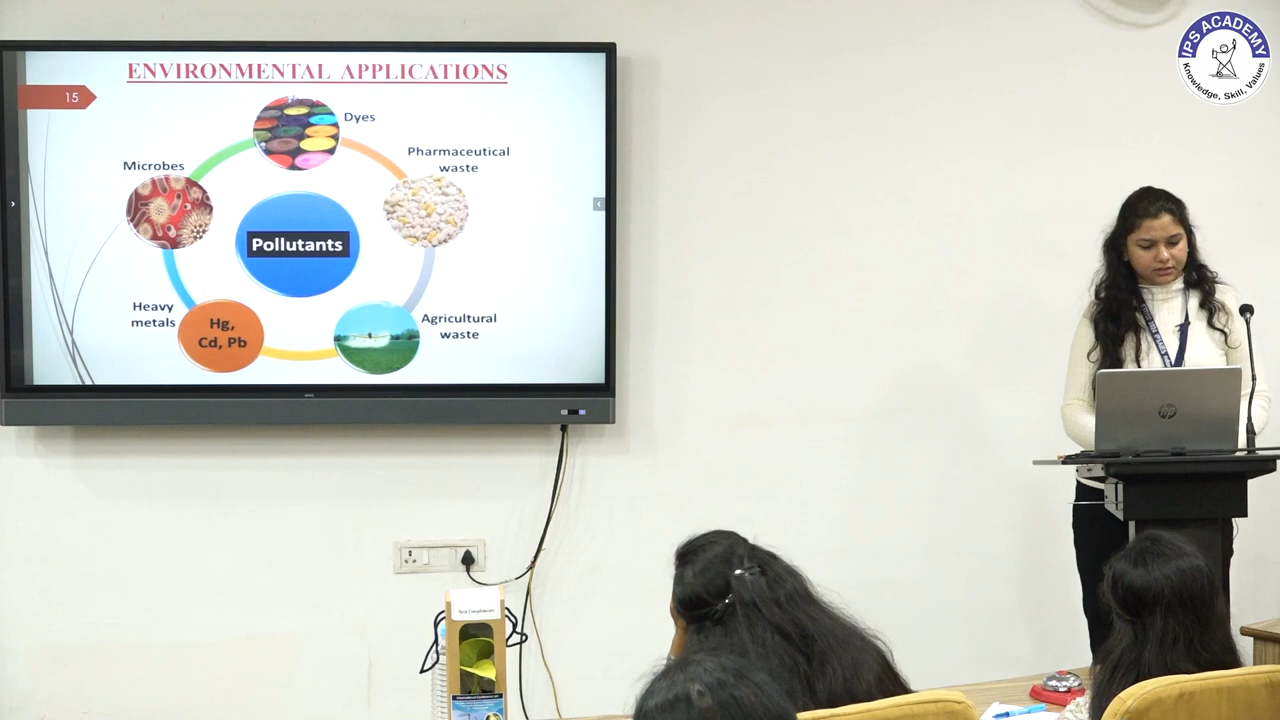 ENVIRONMENTAL APPLICATIONS
15
Dyes
Pharmaceutical
waste
Microbes
Pollutants
Heavy
metals
Hg,
Cd, Pb
Agricultural
waste
IPS ACADEMY
Knowledge, Skill, Values
hp